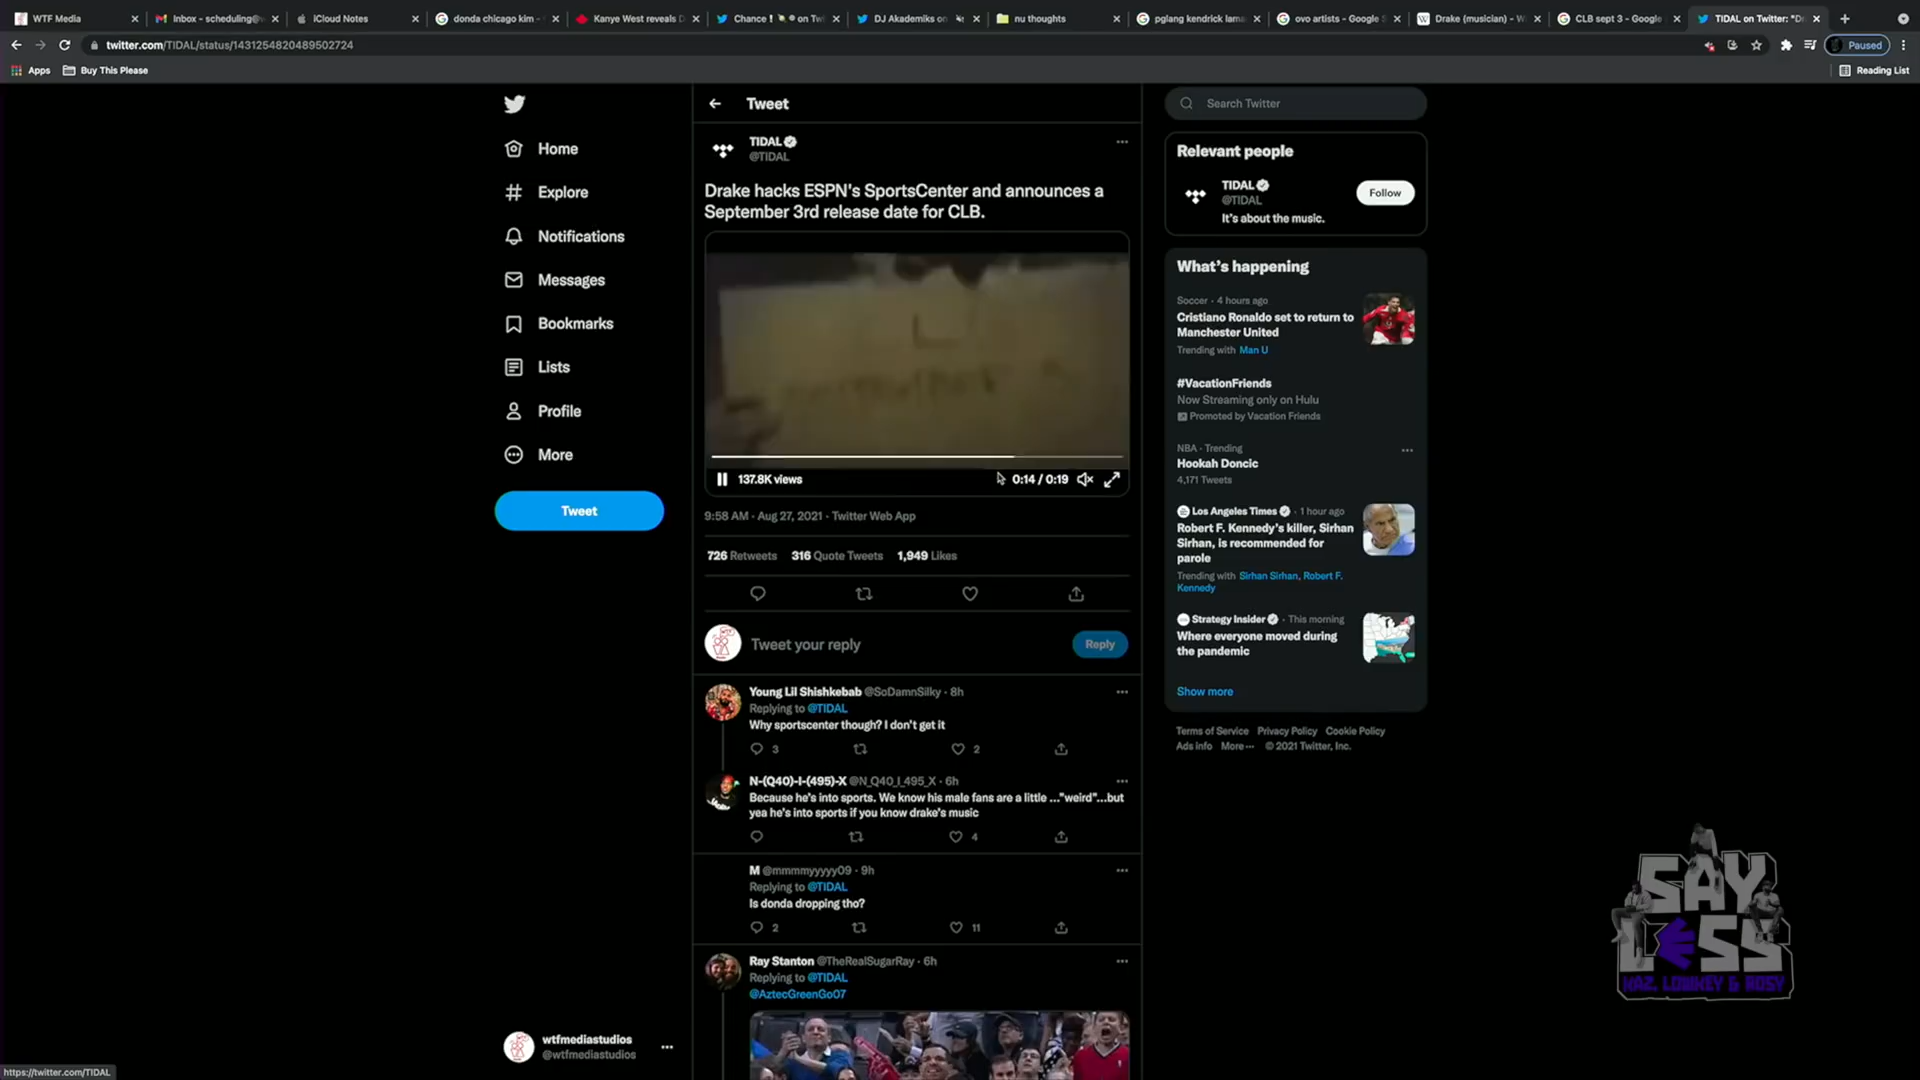 WTF Media
Inbox - scheduling@
iCloud Notes
donda chicago kim -
Kanye West reveals D
Chance !
on Tw
DJ Akademiks on
nu thoughts
pglang kendrick lama
ovo artists - Google S
Drake (musician) - W
CLB sept 3 - Google
TIDAL on Twitter: "D
twitter.com/TIDAL/status/1431254820489502724
Paused
Apps
Buy This Please
Reading List
Home
Explore
Notifications
Messages
Bookmarks
Lists
Profile
More
Tweet
wtfmediastudios
@wtfmediastudios
https://twitter.com/TIDAL
Tweet
TIDAL
@TIDAL
Drake hacks ESPN's SportsCenter and announces a
September 3rd release date for CLB.
137.8K views
0:14 / 0:19
9:58 AM · Aug 27, 2021 · Twitter Web App
726 Retweets 316 Quote Tweets 1,949 Likes
Tweet your reply
Reply
Young Lil Shishkebab @SoDamnSilky · 8h
Replying to @TIDAL
Why sportscenter though? I don't get it
3 2
N-(Q40)-I-(495)-X @N_Q40_I_495_X · 6h
Because he's into sports. We know his male fans are a little ..."weird"...but
yea he's into sports if you know drake's music
4
M @mmmmyyyyy09 · 9h
Replying to @TIDAL
Is donda dropping tho?
2 11
Ray Stanton @TheRealSugarRay · 6h
Replying to @TIDAL
@AztecGreenGo07
Search Twitter
Relevant people
TIDAL
@TIDAL
Follow
It's about the music.
What's happening
Soccer · 4 hours ago
Cristiano Ronaldo set to return to
Manchester United
Trending with Man U
#VacationFriends
Now Streaming only on Hulu
Promoted by Vacation Friends
NBA · Trending
Hookah Doncic
4,171 Tweets
Los Angeles Times · 1 hour ago
Robert F. Kennedy's killer, Sirhan
Sirhan, is recommended for
parole
Trending with Sirhan Sirhan, Robert F.
Kennedy
Strategy Insider · This morning
Where everyone moved during
the pandemic
Show more
Terms of Service Privacy Policy Cookie Policy
Ads info More ··· © 2021 Twitter, Inc.
SAY
LESS
KAZ, LOWKEY & ROSY